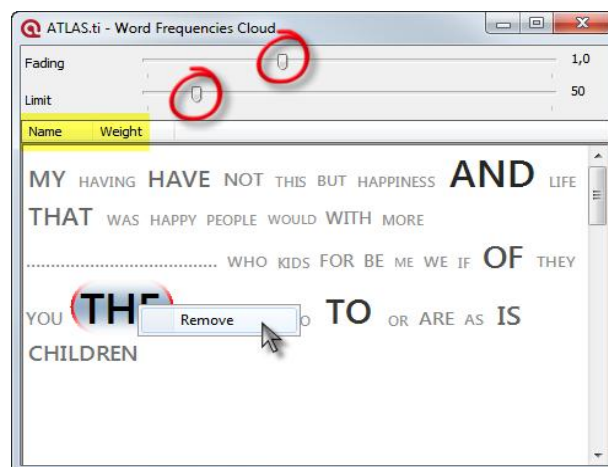 ATLAS.ti - Word Frequencies Cloud
Fading 1,0
Limit 50
Name Weight
MY HAVING HAVE NOT THIS BUT HAPPINESS AND LIFE
THAT WAS HAPPY PEOPLE WOULD WITH MORE
................................... WHO KIDS FOR BE ME WE IF OF THEY
YOU THE O TO OR ARE AS IS
Remove
CHILDREN